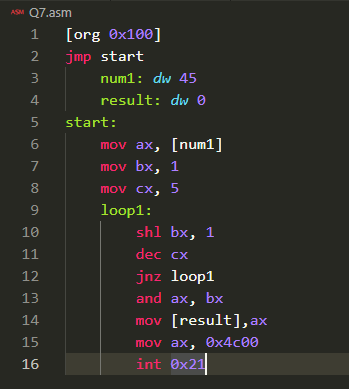 ASM Q7.asm
1 [org 0x100]
2 jmp start
3 num1: dw 45
4 result: dw 0
5 start:
6 mov ax, [num1]
7 mov bx, 1
8 mov cx, 5
9 loop1:
10 shl bx, 1
11 dec cx
12 jnz loop1
13 and ax, bx
14 mov [result],ax
15 mov ax, 0x4c00
16 int 0x21